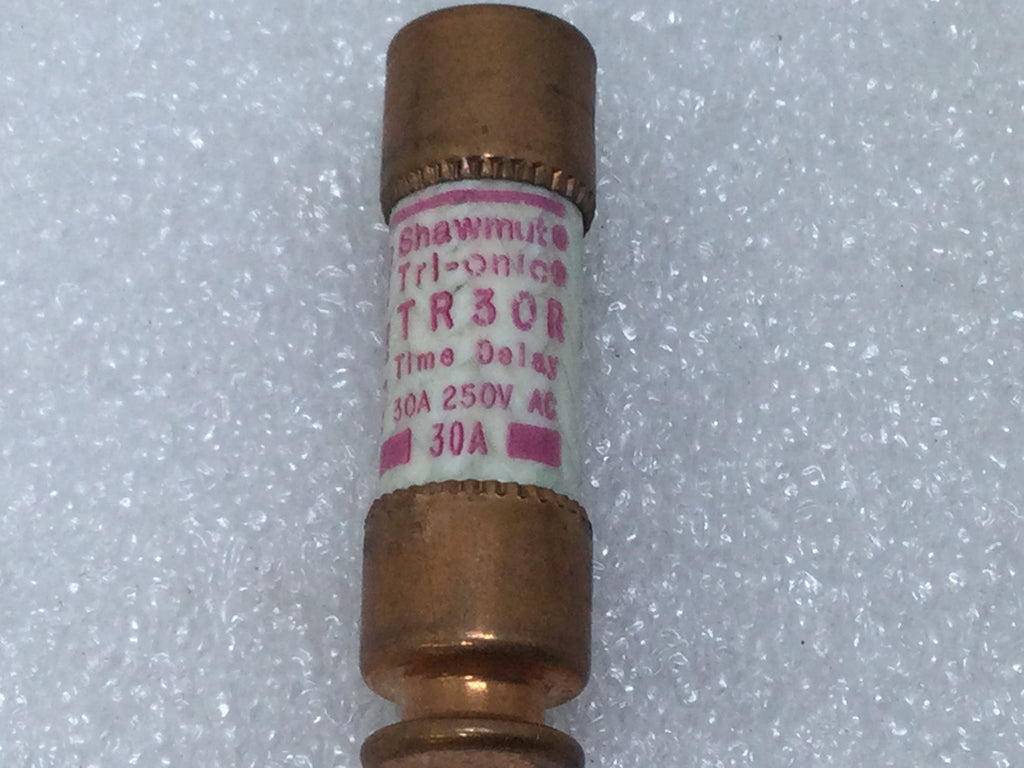 Shawmut®
Tri-onic®
TR30R
Time Delay
30A 250V AC
30A